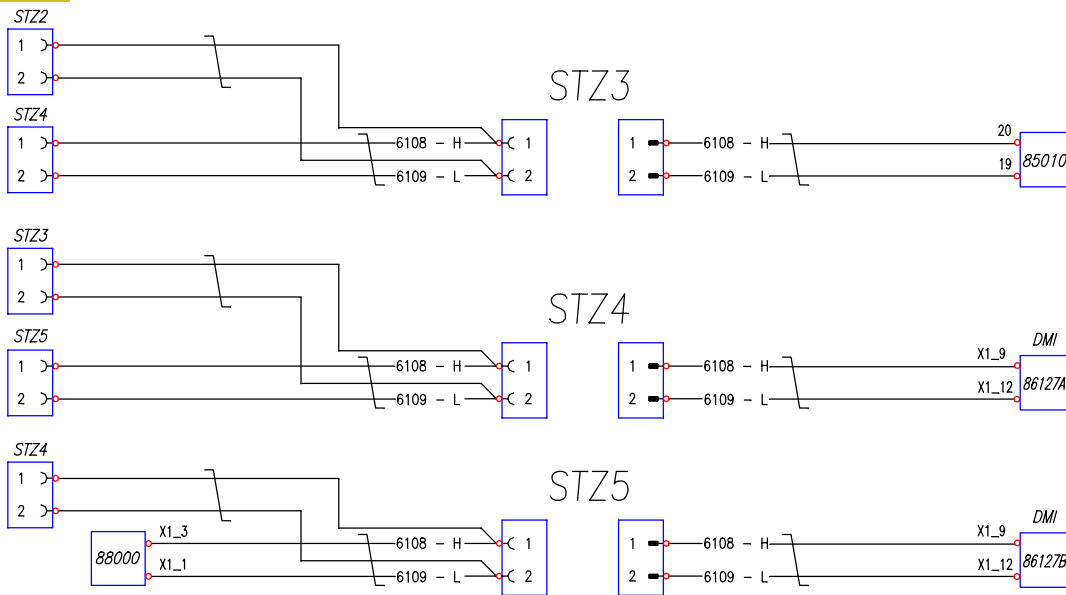 STZ2
1
2
STZ4
1
2
6108 - H
6109 - L
STZ3
1
2
1
2
6108 - H
6109 - L
20
19
85010
STZ3
1
2
STZ5
1
2
6108 - H
6109 - L
STZ4
1
2
1
2
6108 - H
6109 - L
X1_9
X1_12
DMI
86127A
STZ4
1
2
88000
X1_3
X1_1
6108 - H
6109 - L
STZ5
1
2
1
2
6108 - H
6109 - L
X1_9
X1_12
DMI
86127B